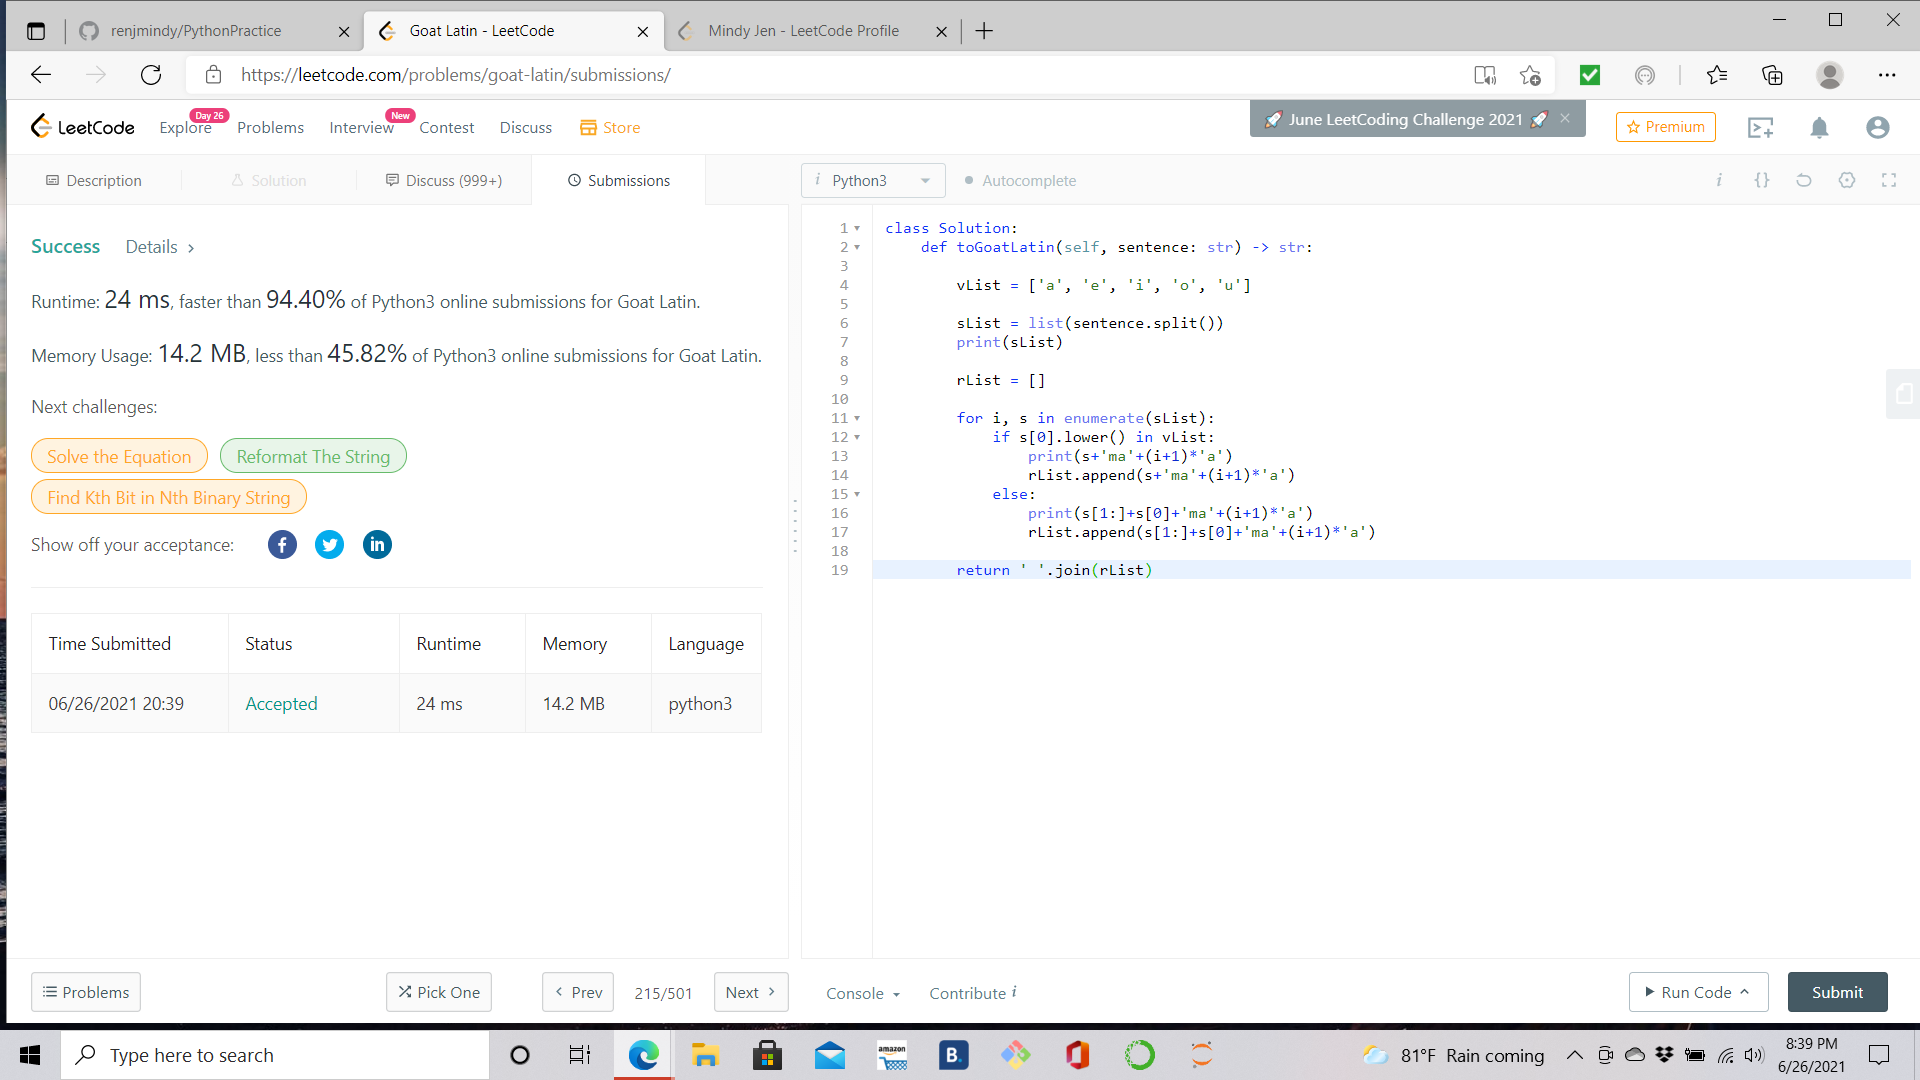 renjmindy/PythonPractice
Goat Latin - LeetCode
Mindy Jen - LeetCode Profile
https://leetcode.com/problems/goat-latin/submissions/
LeetCode
Explore
Day 26
Problems
Interview
New
Contest
Discuss
Store
🚀 June LeetCoding Challenge 2021 🚀
Premium
Description
Solution
Discuss (999+)
Submissions
i Python3
Autocomplete
i {}
Success
Details >
Runtime: 24 ms, faster than 94.40% of Python3 online submissions for Goat Latin.
Memory Usage: 14.2 MB, less than 45.82% of Python3 online submissions for Goat Latin.
Next challenges:
Solve the Equation
Reformat The String
Find Kth Bit in Nth Binary String
Show off your acceptance:
f
in
Time Submitted Status Runtime Memory Language
06/26/2021 20:39 Accepted 24 ms 14.2 MB python3
1 class Solution:
2     def toGoatLatin(self, sentence: str) -> str:
3
4         vList = ['a', 'e', 'i', 'o', 'u']
5
6         sList = list(sentence.split())
7         print(sList)
8
9         rList = []
10
11         for i, s in enumerate(sList):
12             if s[0].lower() in vList:
13                 print(s+'ma'+(i+1)*'a')
14                 rList.append(s+'ma'+(i+1)*'a')
15             else:
16                 print(s[1:]+s[0]+'ma'+(i+1)*'a')
17                 rList.append(s[1:]+s[0]+'ma'+(i+1)*'a')
18
19         return ' '.join(rList)
Problems
Pick One
< Prev
215/501
Next >
Console
Contribute i
Run Code
Submit
Type here to search
amazon
B.
81°F Rain coming
8:39 PM
6/26/2021